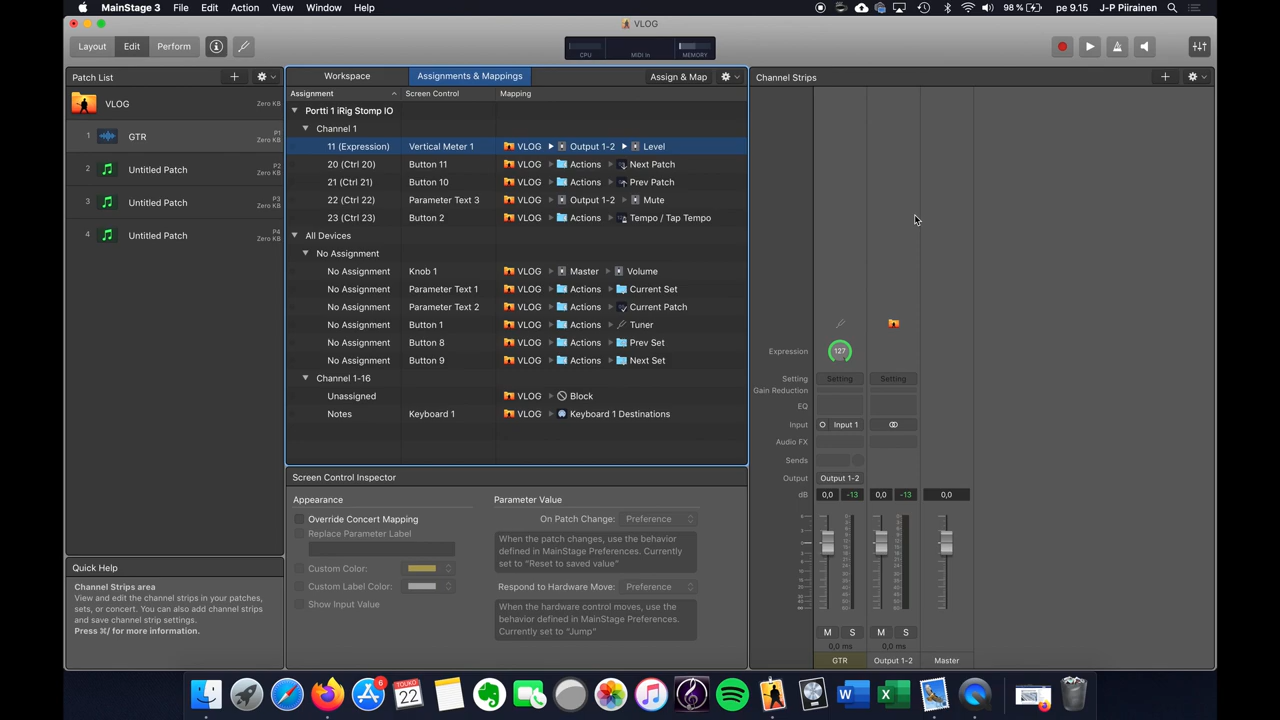 MainStage 3 File Edit Action View Window Help 98 % pe 9.15 J-P Piirainen
VLOG
Layout Edit Perform CPU MIDI In MEMORY
Patch List
VLOG Zero KB
1 GTR P1 Zero KB
2 Untitled Patch P2 Zero KB
3 Untitled Patch P3 Zero KB
4 Untitled Patch P4 Zero KB
Quick Help
Channel Strips area
View and edit the channel strips in your patches,
sets, or concert. You can also add channel strips
and save channel strip settings.
Press ⌘/ for more information.
Workspace Assignments & Mappings Assign & Map
Assignment Screen Control Mapping
Portti 1 iRig Stomp IO
Channel 1
11 (Expression) Vertical Meter 1 VLOG Output 1-2 Level
20 (Ctrl 20) Button 11 VLOG Actions Next Patch
21 (Ctrl 21) Button 10 VLOG Actions Prev Patch
22 (Ctrl 22) Parameter Text 3 VLOG Output 1-2 Mute
23 (Ctrl 23) Button 2 VLOG Actions Tempo / Tap Tempo
All Devices
No Assignment
No Assignment Knob 1 VLOG Master Volume
No Assignment Parameter Text 1 VLOG Actions Current Set
No Assignment Parameter Text 2 VLOG Actions Current Patch
No Assignment Button 1 VLOG Actions Tuner
No Assignment Button 8 VLOG Actions Prev Set
No Assignment Button 9 VLOG Actions Next Set
Channel 1-16
Unassigned VLOG Block
Notes Keyboard 1 VLOG Keyboard 1 Destinations
Screen Control Inspector
Appearance Parameter Value
Override Concert Mapping On Patch Change: Preference
Replace Parameter Label
When the patch changes, use the behavior
defined in MainStage Preferences. Currently
set to “Reset to saved value”
Custom Color:
Custom Label Color: Respond to Hardware Move: Preference
Show Input Value
When the hardware control moves, use the
behavior defined in MainStage Preferences.
Currently set to “Jump”
Channel Strips
Expression 127
Setting Setting Setting
Gain Reduction
EQ
Input Input 1
Audio FX
Sends
Output Output 1-2
dB 0,0 -13 0,0 -13 0,0
M S M S
0,0 ms 0,0 ms
GTR Output 1-2 Master
6
TOUKO
22